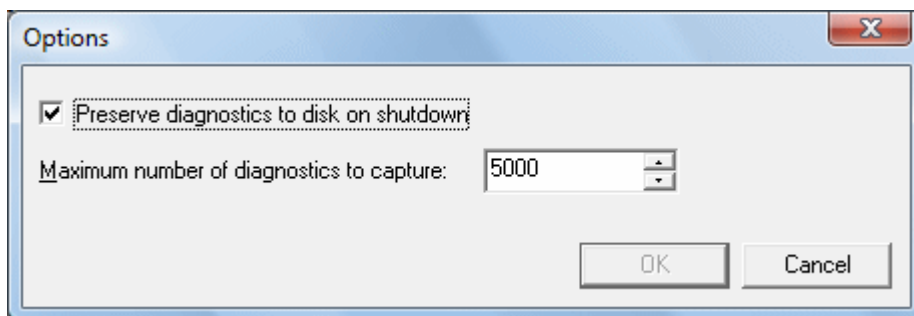 Options
Preserve diagnostics to disk on shutdown
Maximum number of diagnostics to capture: 5000
OK Cancel